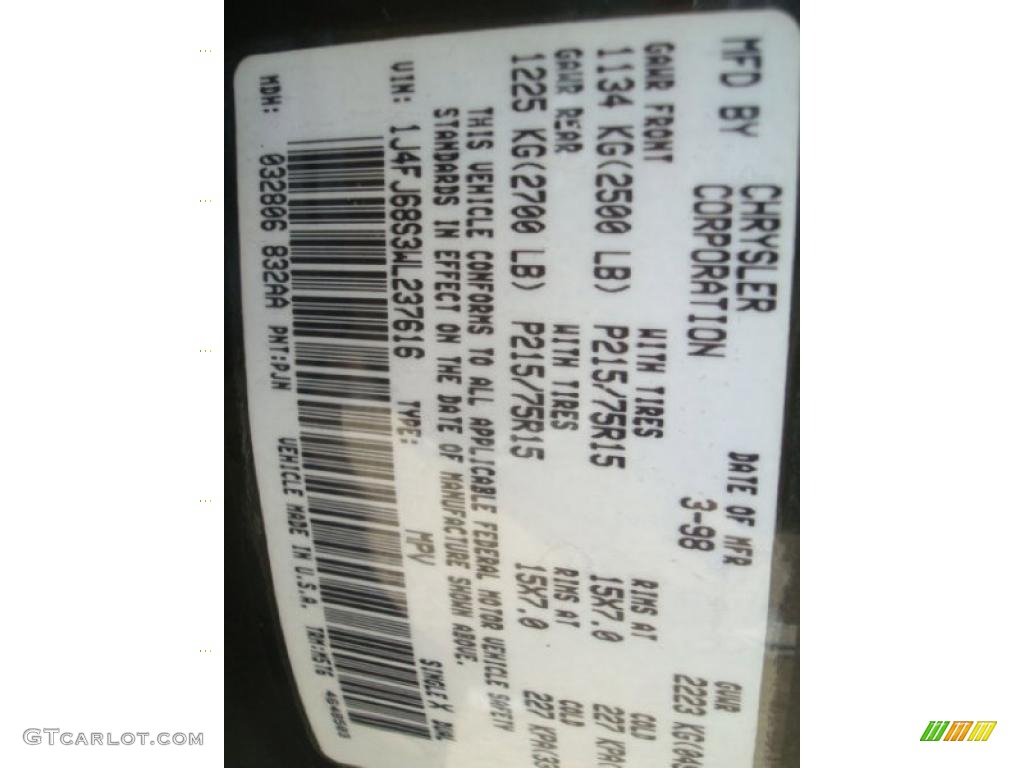 MFD BY CHRYSLER CORPORATION
DATE OF MFR 3-98
GVWR 2223 KG(
GAWR FRONT WITH TIRES RIMS AT COLD
1134 KG(2500 LB) P215/75R15 15X7.0 227 KPA(
GAWR REAR WITH TIRES RIMS AT COLD
1225 KG(2700 LB) P215/75R15 15X7.0 227 KPA(33
THIS VEHICLE CONFORMS TO ALL APPLICABLE FEDERAL MOTOR VEHICLE SAFETY
STANDARDS IN EFFECT ON THE DATE OF MANUFACTURE SHOWN ABOVE.
VIN: 1J4FJ68S3WL237616 TYPE: MPV SINGLE X
MDH: 032806 832AA PNT:PJN VEHICLE MADE IN U.S.A. TRM:M5T6
GTCARLOT.COM